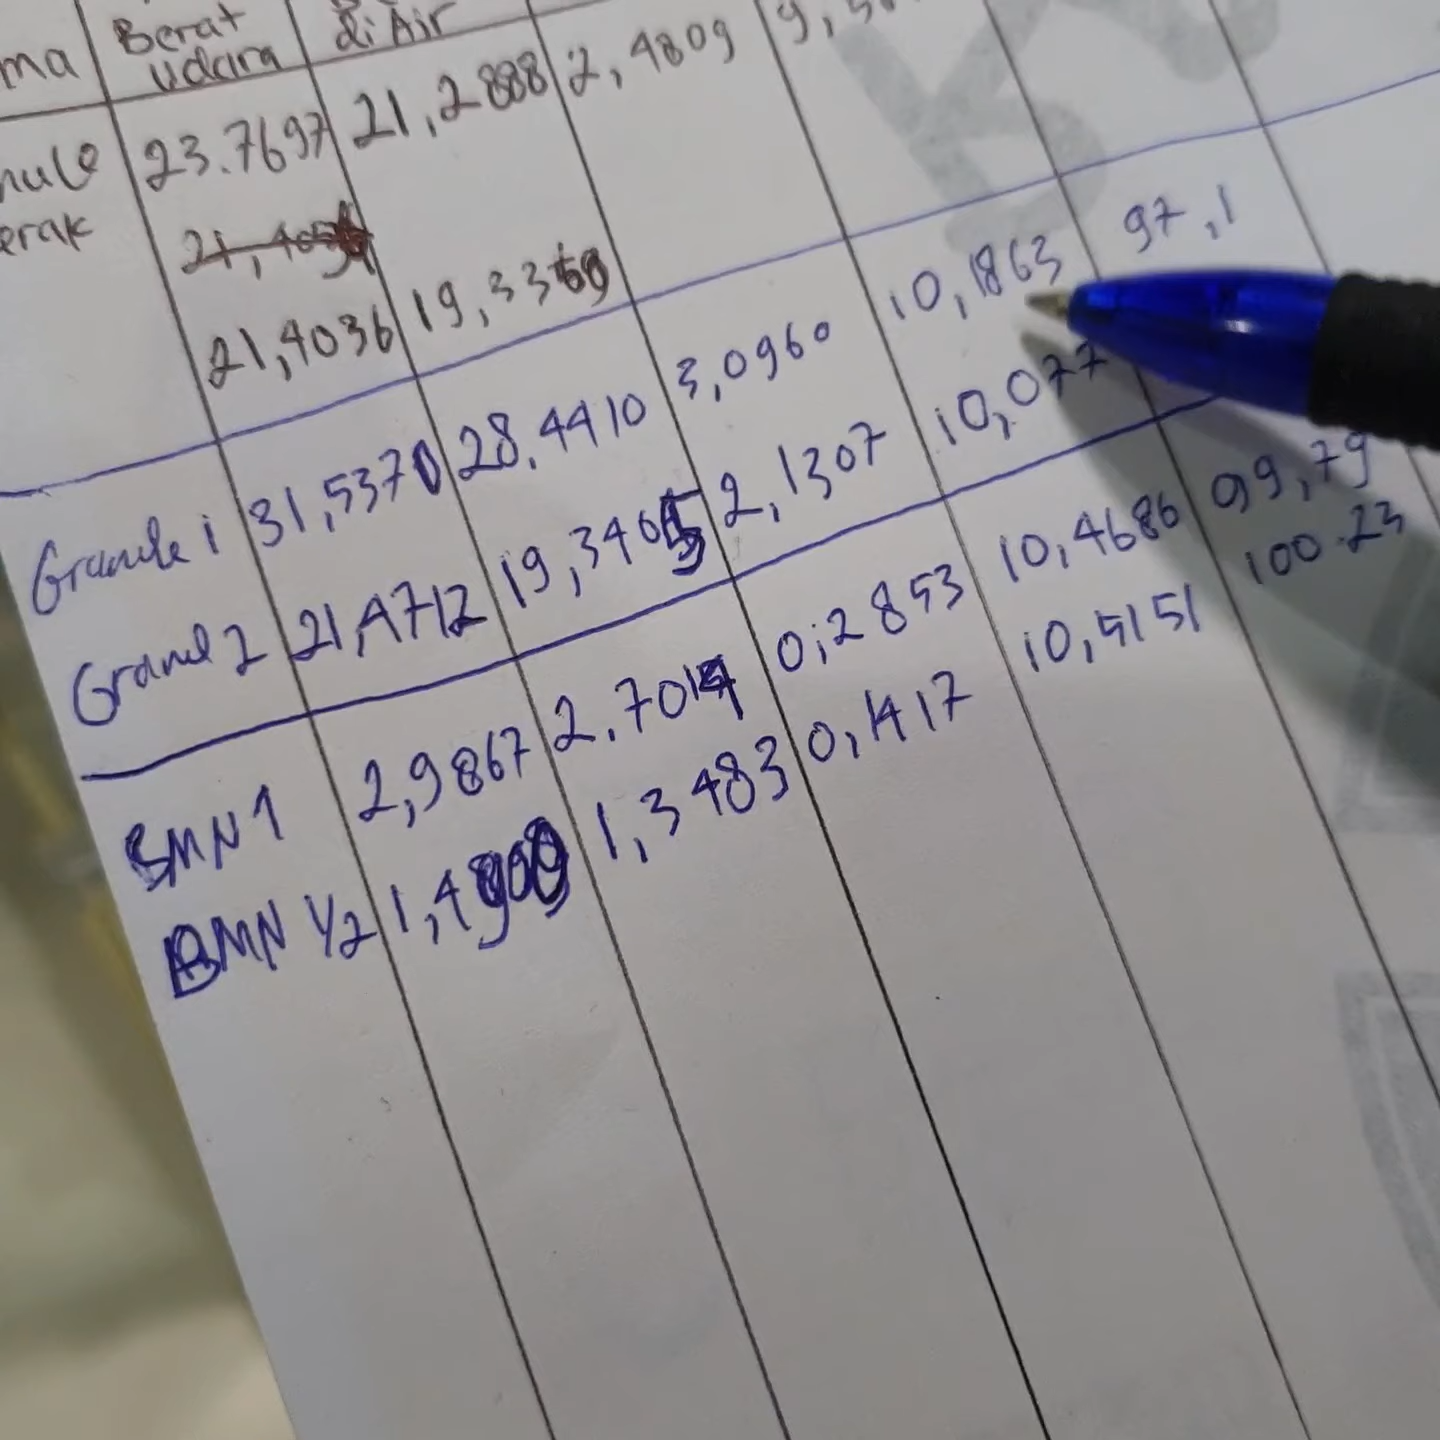 Berat di Air
udara
23.7697 21,2888 2,4809
21,4036 19,3369
Granule 1 31,5370 28.4410 3,0960 10,1863 97,1
Granul 2 21,4712 19,3405 2,1307 10,077
BMN 1 2,9867 2.7014 0,2853 10,4686 99,79
BMN 1/2 1,4900 1,3483 0,1417 10,5151 100.23